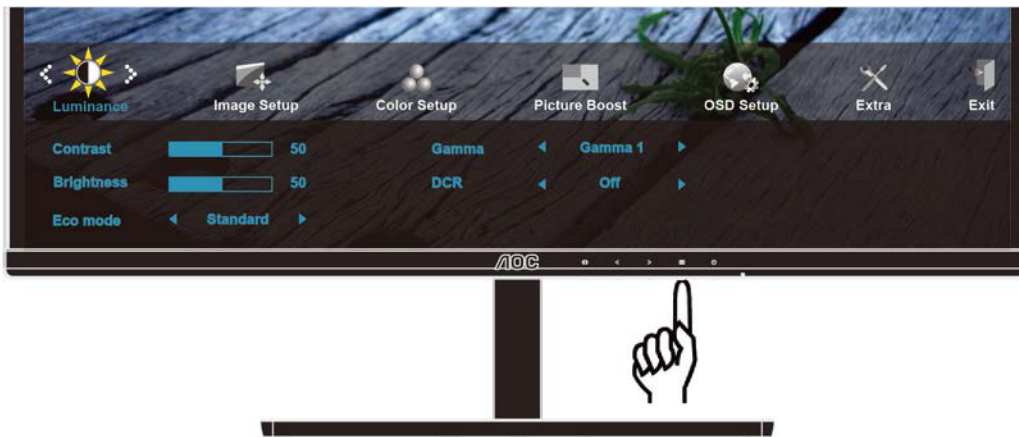 Luminance Image Setup Color Setup Picture Boost OSD Setup Extra Exit
Contrast 50 Gamma Gamma 1
Brightness 50 DCR Off
Eco mode Standard
AOC